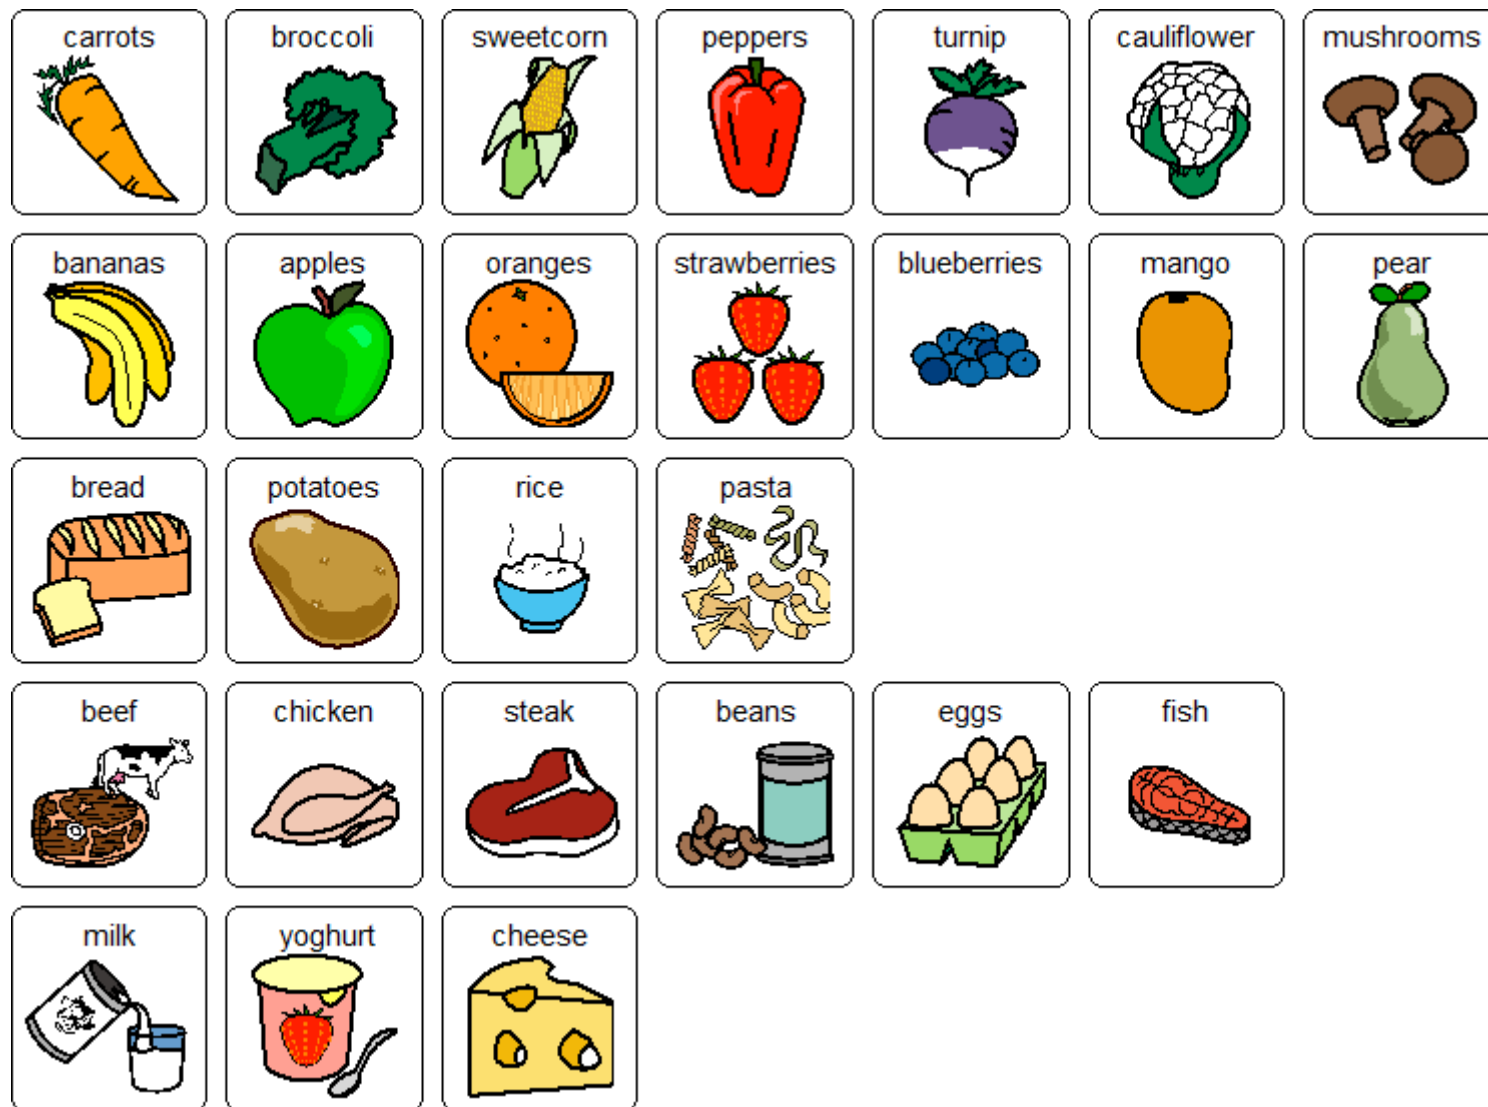 carrots broccoli sweetcorn peppers turnip cauliflower mushrooms
bananas apples oranges strawberries blueberries mango pear
bread potatoes rice pasta
beef chicken steak beans eggs fish
milk yoghurt cheese